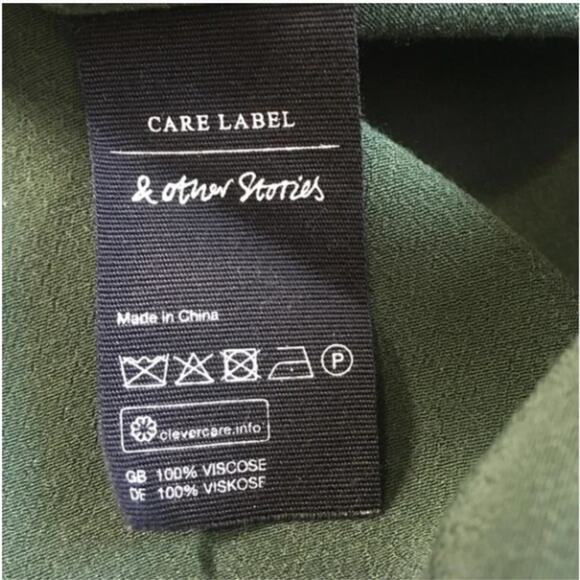 CARE LABEL
& other Stories
Made in China
P
clevercare.info
GB 100% VISCOSE
DE 100% VISKOSE